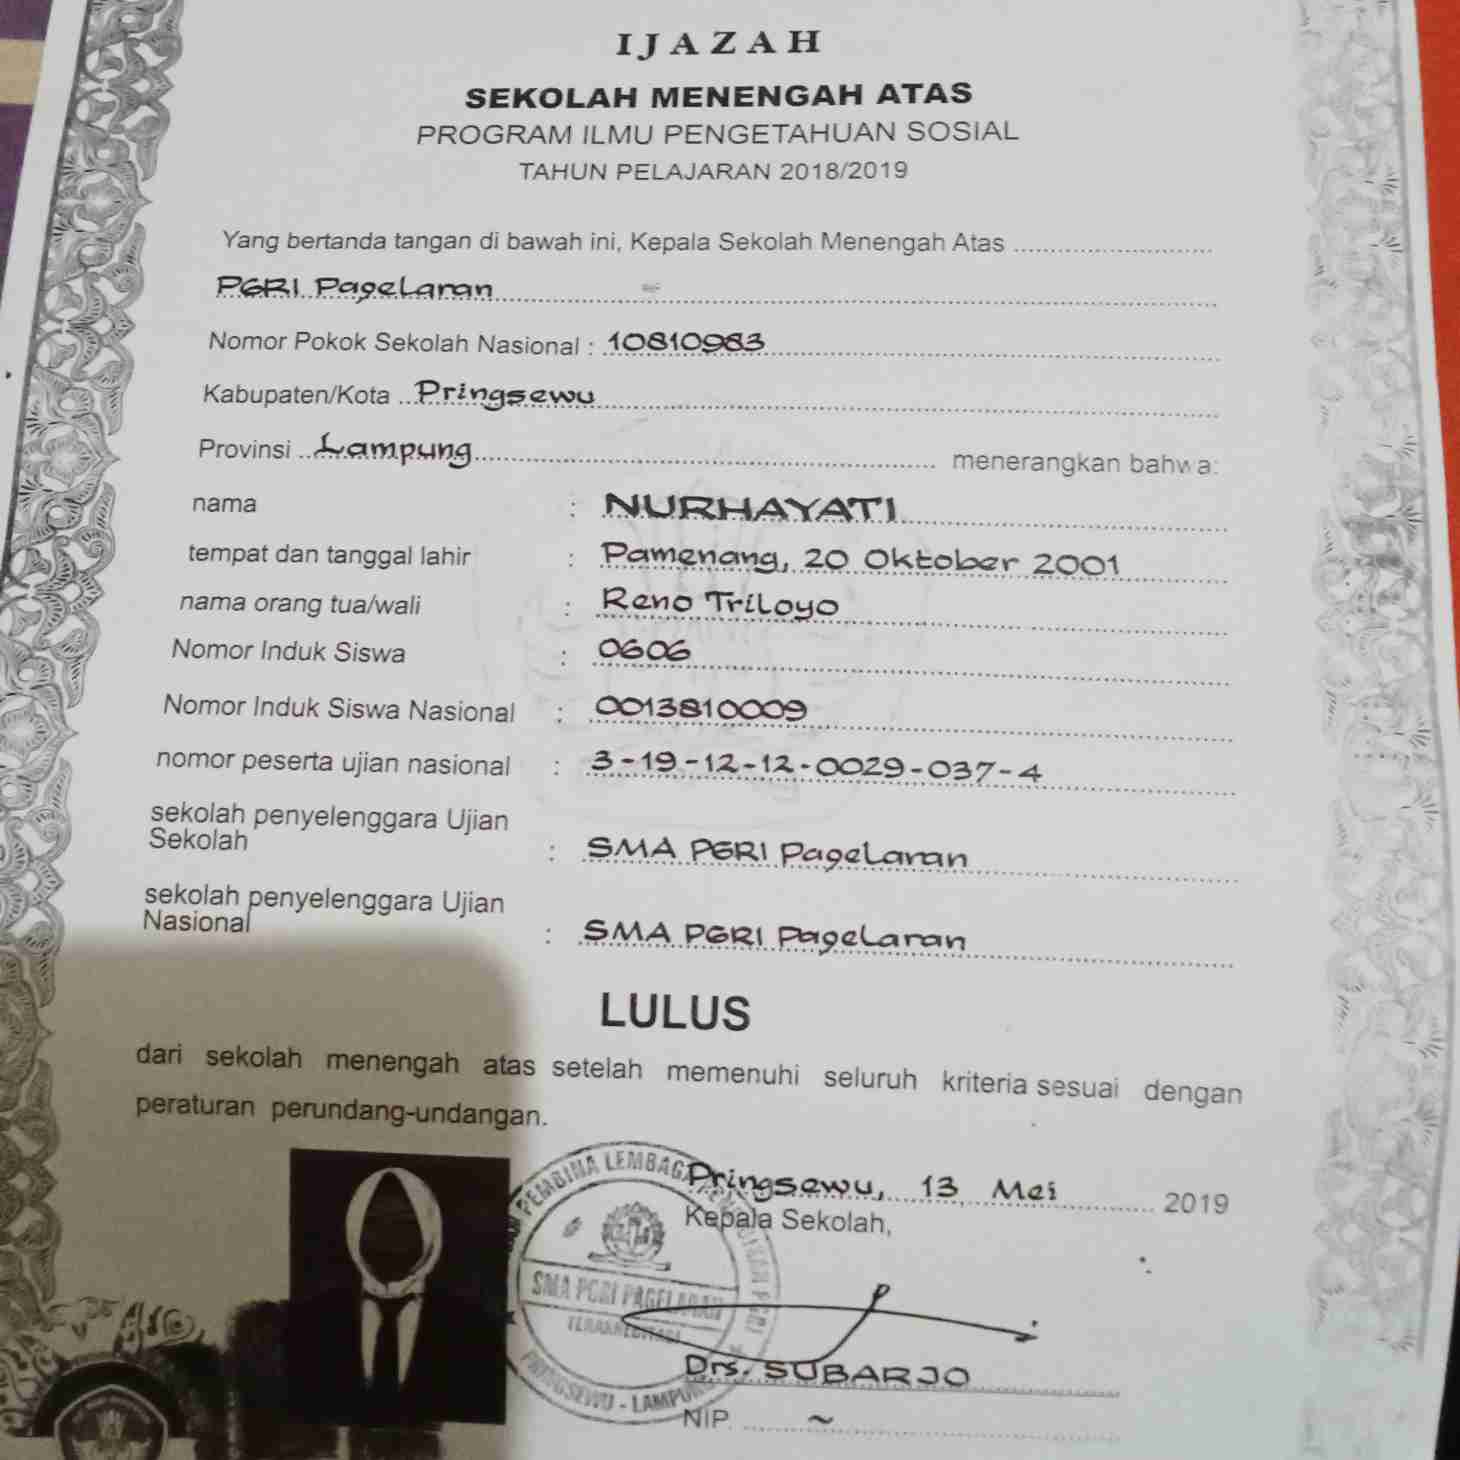 IJAZAH
SEKOLAH MENENGAH ATAS
PROGRAM ILMU PENGETAHUAN SOSIAL
TAHUN PELAJARAN 2018/2019
Yang bertanda tangan di bawah ini, Kepala Sekolah Menengah Atas
PGRI Pagelaran
Nomor Pokok Sekolah Nasional : 10810983
Kabupaten/Kota Pringsewu
Provinsi Lampung menerangkan bahwa:
nama : NURHAYATI
tempat dan tanggal lahir : Pamenang, 20 Oktober 2001
nama orang tua/wali : Reno Triloyo
Nomor Induk Siswa : 0606
Nomor Induk Siswa Nasional : 0013810009
nomor peserta ujian nasional : 3-19-12-12-0029-037-4
sekolah penyelenggara Ujian
Sekolah : SMA PGRI Pagelaran
sekolah penyelenggara Ujian
Nasional : SMA PGRI Pagelaran
LULUS
dari sekolah menengah atas setelah memenuhi seluruh kriteria sesuai dengan
peraturan perundang-undangan.
Pringsewu, 13 Mei 2019
Kepala Sekolah,
PEMBINA LEMBAGA PGRI
SMA PGRI PAGELARAN
TERAKREDITASI
PRINGSEWU - LAMPUNG
Drs. SUBARJO
NIP. ~